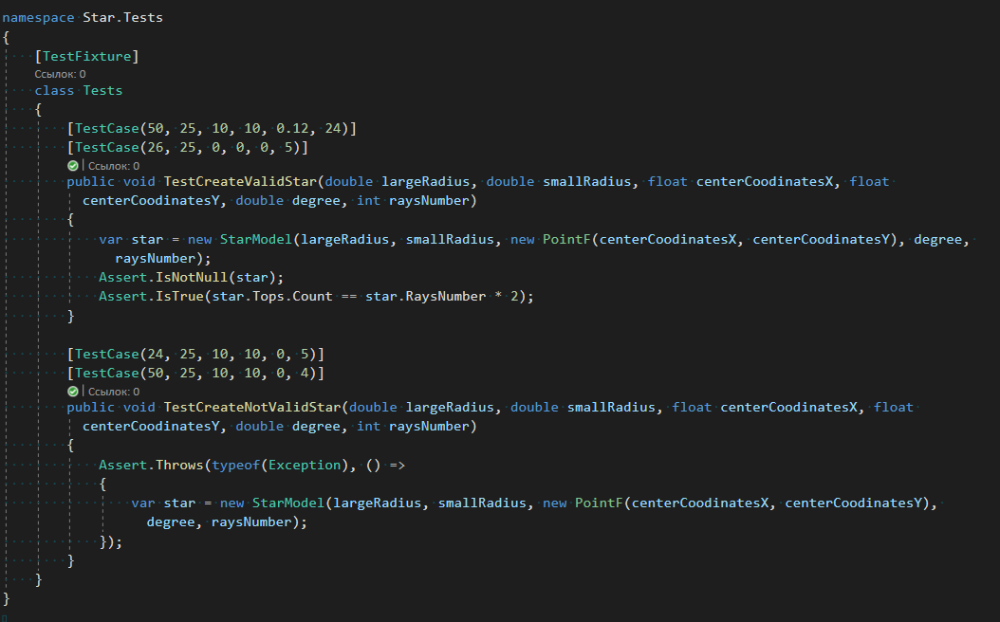 namespace Star.Tests
{
[TestFixture]
Ссылок: 0
class Tests
{
[TestCase(50, 25, 10, 10, 0.12, 24)]
[TestCase(26, 25, 0, 0, 0, 5)]
| Ссылок: 0
public void TestCreateValidStar(double largeRadius, double smallRadius, float centerCoodinatesX, float
centerCoodinatesY, double degree, int raysNumber)
{
var star = new StarModel(largeRadius, smallRadius, new PointF(centerCoodinatesX, centerCoodinatesY), degree,
raysNumber);
Assert.IsNotNull(star);
Assert.IsTrue(star.Tops.Count == star.RaysNumber * 2);
}
[TestCase(24, 25, 10, 10, 0, 5)]
[TestCase(50, 25, 10, 10, 0, 4)]
| Ссылок: 0
public void TestCreateNotValidStar(double largeRadius, double smallRadius, float centerCoodinatesX, float
centerCoodinatesY, double degree, int raysNumber)
{
Assert.Throws(typeof(Exception), () =>
{
var star = new StarModel(largeRadius, smallRadius, new PointF(centerCoodinatesX, centerCoodinatesY),
degree, raysNumber);
});
}
}
}